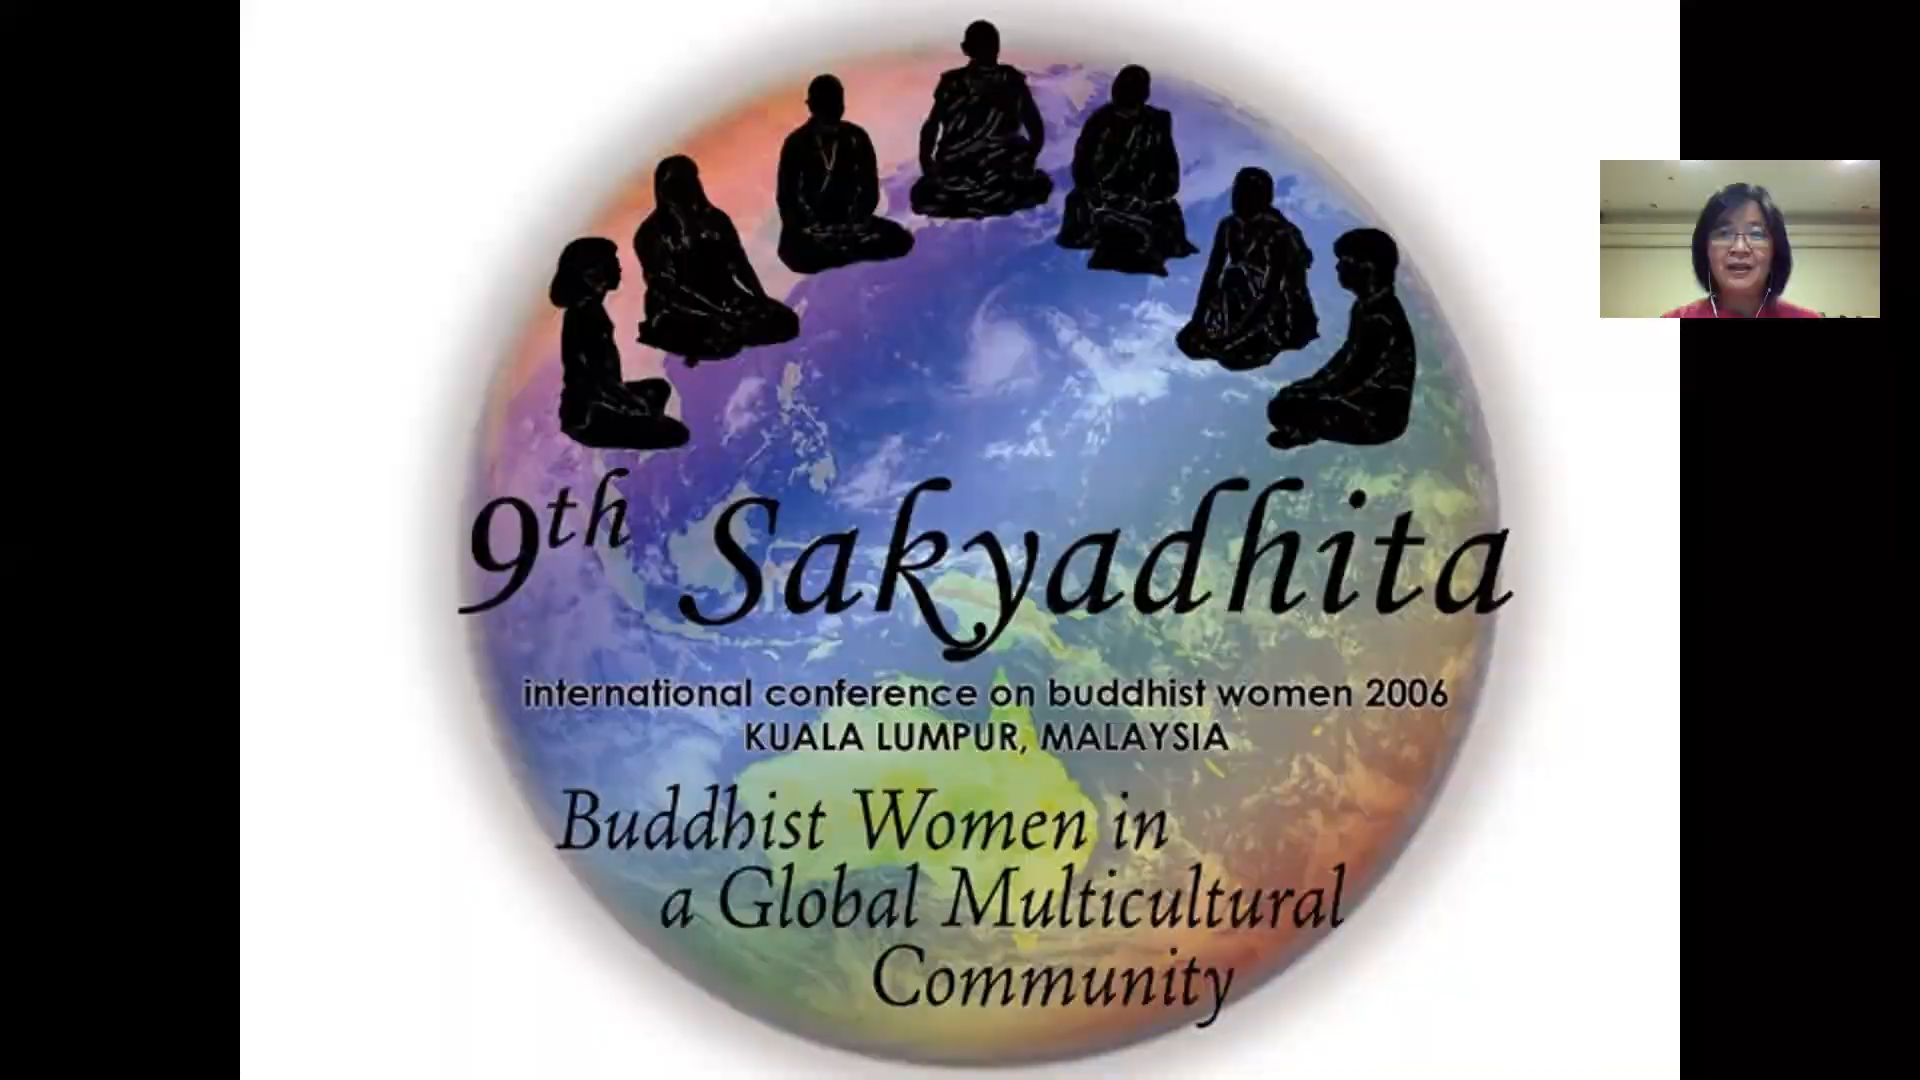 9th Sakyadhita
international conference on buddhist women 2006
KUALA LUMPUR, MALAYSIA
Buddhist Women in
a Global Multicultural
Community